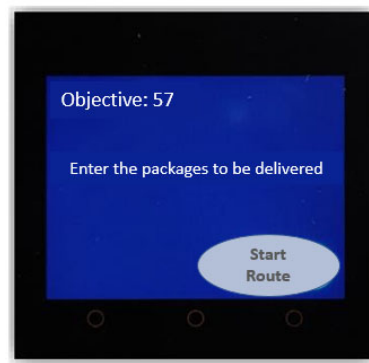 Objective: 57
Enter the packages to be delivered
Start
Route